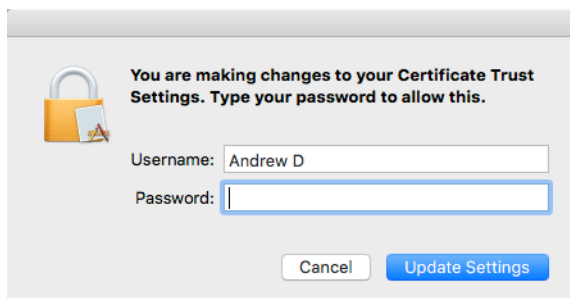 You are making changes to your Certificate Trust
Settings. Type your password to allow this.
Username: Andrew D
Password:
Cancel Update Settings